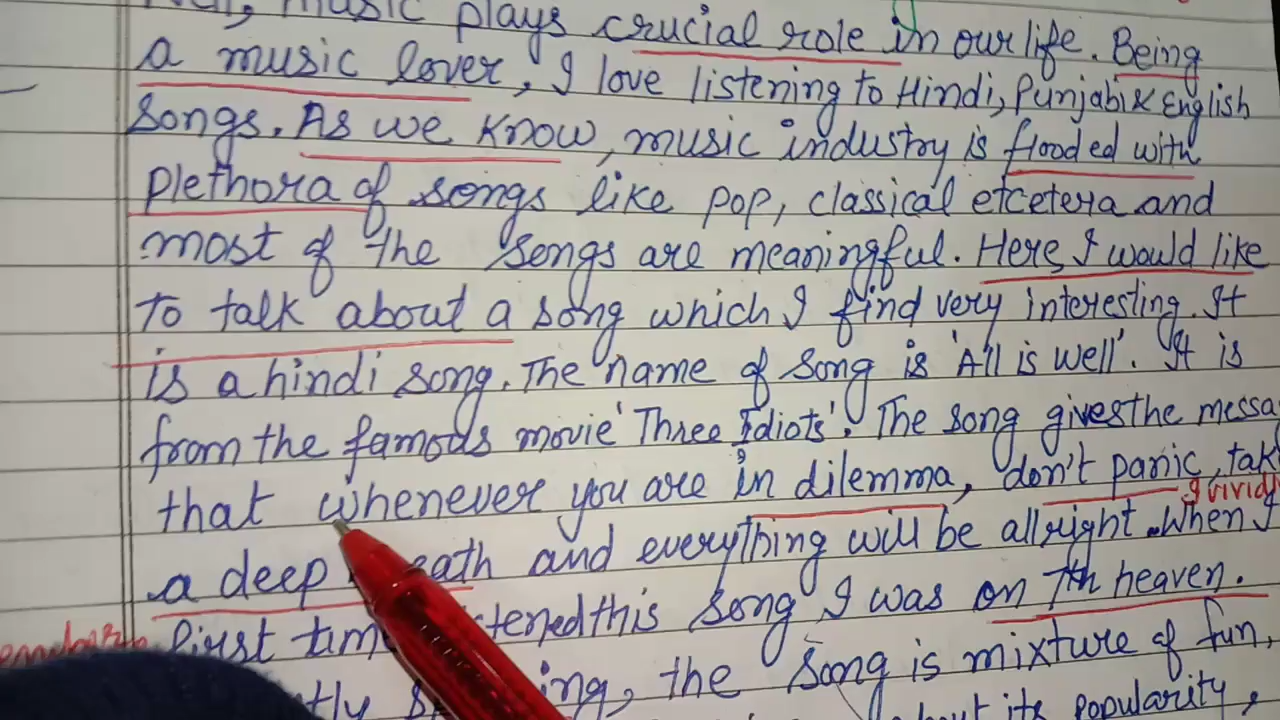 music plays crucial role in our life. Being
a music lover, I love listening to Hindi, Punjabi & English
songs. As we know, music industry is flooded with
plethora of songs like pop, classical etcetera and
most of the songs are meaningful. Here, I would like
to talk about a song which I find very interesting. It
is a hindi song. The name of song is 'All is well'. It is
from the famous movie 'Three Idiots'. The song gives the messa
that whenever you are in dilemma, don't panic, tak
I vividl
a deep breath and everything will be allright. When I
first time listened this song I was on 7th heaven.
the song is mixture of fun,
about its popularity,